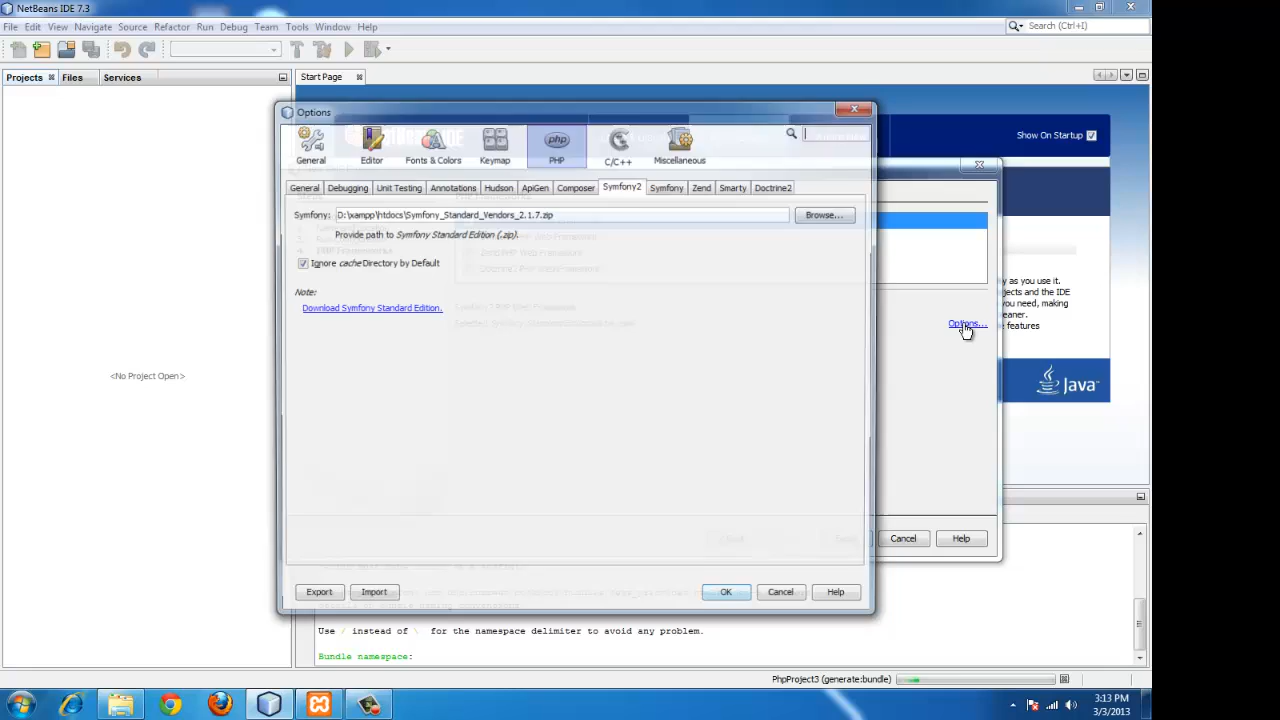 NetBeans IDE 7.3
File Edit View Navigate Source Refactor Run Debug Team Tools Window Help
Search (Ctrl+I)
Projects Files Services
Start Page
Show On Startup
Options
General Editor Fonts & Colors Keymap PHP C/C++ Miscellaneous
General Debugging Unit Testing Annotations Hudson ApiGen Composer Symfony2 Symfony Zend Smarty Doctrine2
Symfony: D:\xampp\htdocs\Symfony_Standard_Vendors_2.1.7.zip Browse...
Provide path to Symfony Standard Edition (.zip).
Ignore cache Directory by Default
Note:
Download Symfony Standard Edition.
y as you use it.
ojects and the IDE
you need, making
eaner.
e features
Options...
Java
<No Project Open>
Cancel Help
Export Import OK Cancel Help
Use / instead of \ for the namespace delimiter to avoid any problem.
Bundle namespace:
PhpProject3 (generate:bundle)
3:13 PM
3/3/2013